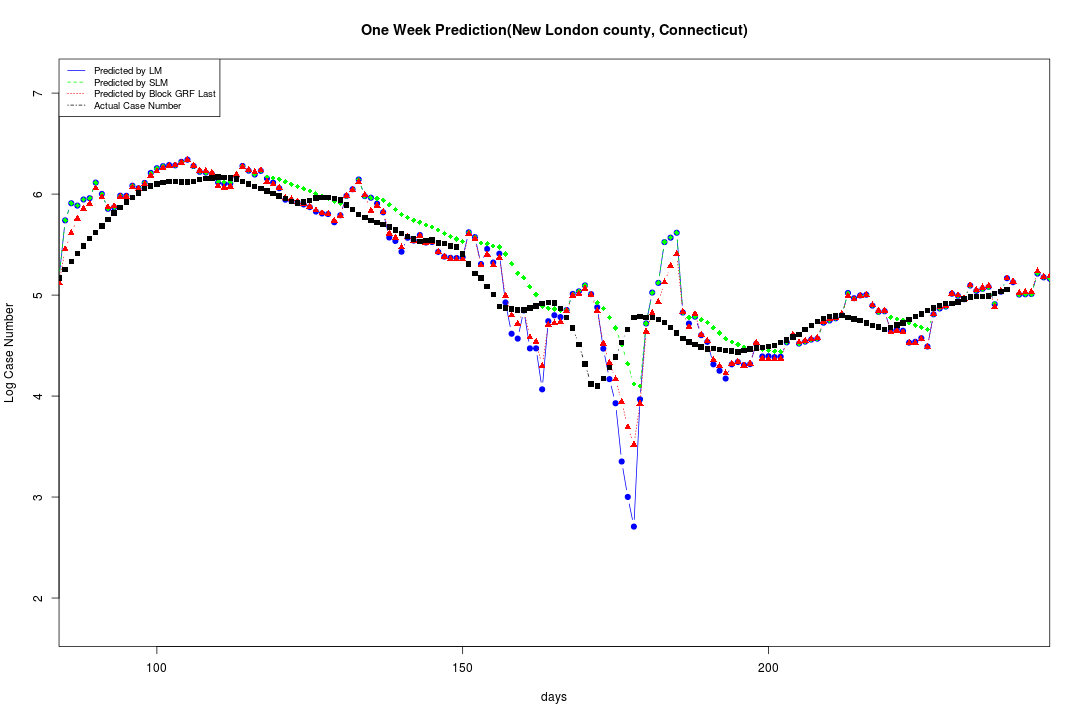 One Week Prediction(New London county, Connecticut)
Predicted by LM
Predicted by SLM
Predicted by Block GRF Last
Actual Case Number
Log Case Number
7
6
5
4
3
2
100
150
200
days